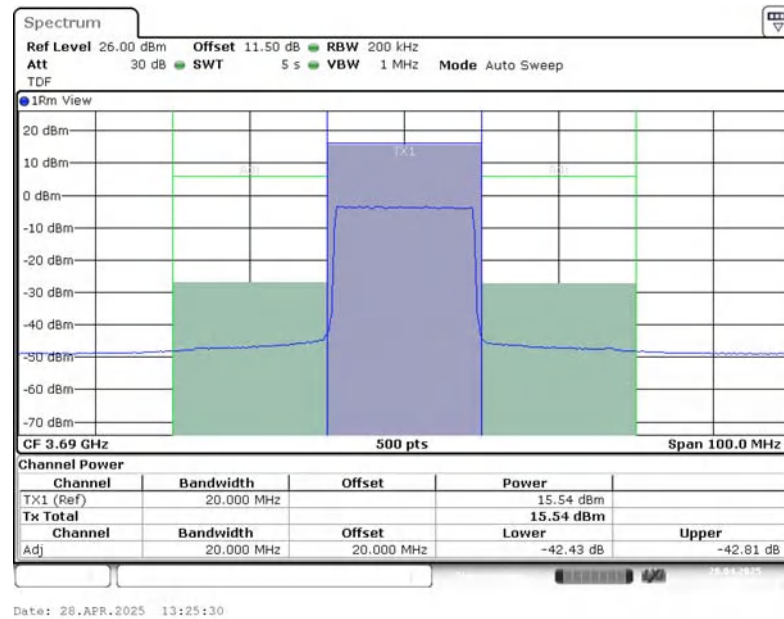 Spectrum
Ref Level 26.00 dBm Offset 11.50 dB RBW 200 kHz
Att 30 dB SWT 5 s VBW 1 MHz Mode Auto Sweep
TDF
1Rm View
20 dBm
TX1
10 dBm
Adj Adj
0 dBm
-10 dBm
-20 dBm
-30 dBm
-40 dBm
-50 dBm
-60 dBm
-70 dBm
CF 3.69 GHz 500 pts Span 100.0 MHz
Channel Power
Channel Bandwidth Offset Power
TX1 (Ref) 20.000 MHz 15.54 dBm
Tx Total 15.54 dBm
Channel Bandwidth Offset Lower Upper
Adj 20.000 MHz 20.000 MHz -42.43 dB -42.81 dB
28.04.2025
Date: 28.APR.2025 13:25:30